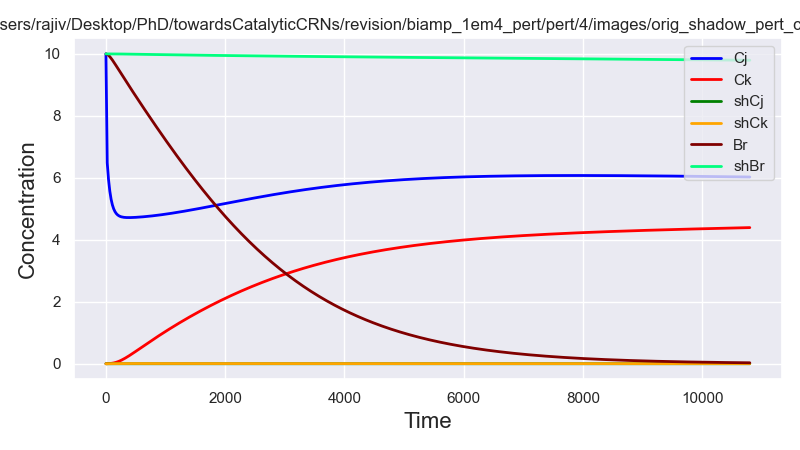 sers/rajiv/Desktop/PhD/towardsCatalyticCRNs/revision/biamp_1em4_pert/pert/4/images/orig_shadow_pert_c
10
8
6
4
2
0
Concentration
Cj
Ck
shCj
shCk
Br
shBr
0 2000 4000 6000 8000 10000
Time